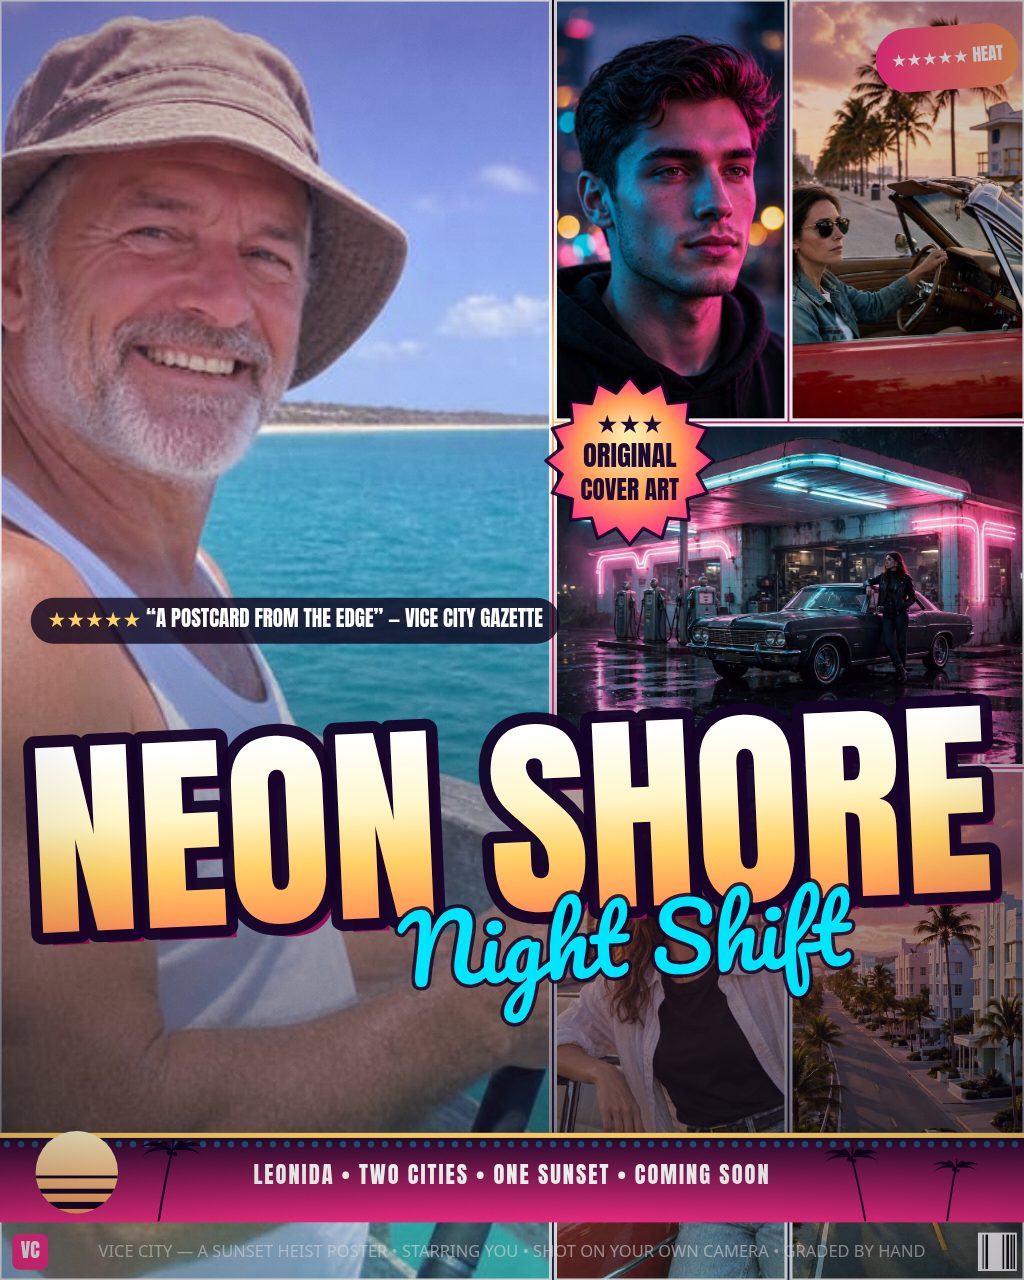 ★★★★★ HEAT
★★★
ORIGINAL
COVER ART
★★★★★ “A POSTCARD FROM THE EDGE” – VICE CITY GAZETTE
NEON SHORE
Night Shift
LEONIDA • TWO CITIES • ONE SUNSET • COMING SOON
VC
VICE CITY — A SUNSET HEIST POSTER • STARRING YOU • SHOT ON YOUR OWN CAMERA • GRADED BY HAND